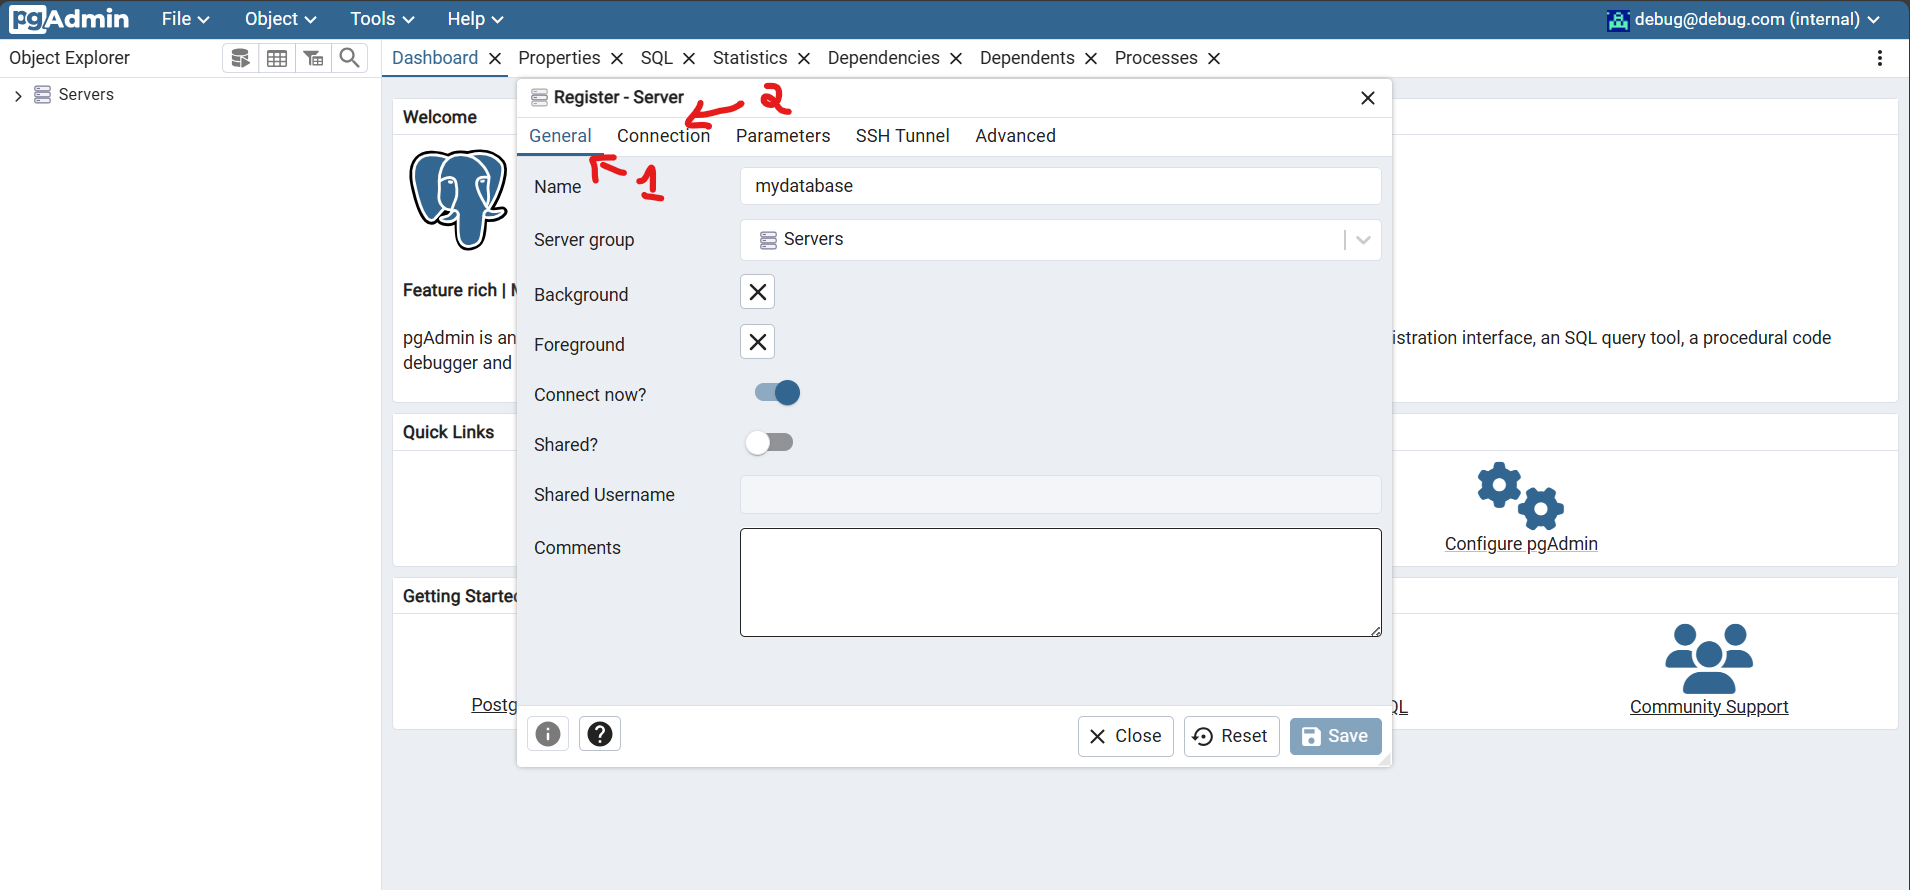 pgAdmin File Object Tools Help debug@debug.com (internal)
Object Explorer
Dashboard Properties SQL Statistics Dependencies Dependents Processes
Servers
Register - Server
2
General Connection Parameters SSH Tunnel Advanced
1
Name mydatabase
Server group Servers
Background
Foreground
Connect now?
Shared?
Shared Username
Comments
i ? Close Reset Save
Welcome
Feature rich |
pgAdmin is an istration interface, an SQL query tool, a procedural code
debugger and
Quick Links
Configure pgAdmin
Getting Started
Postg QL Community Support